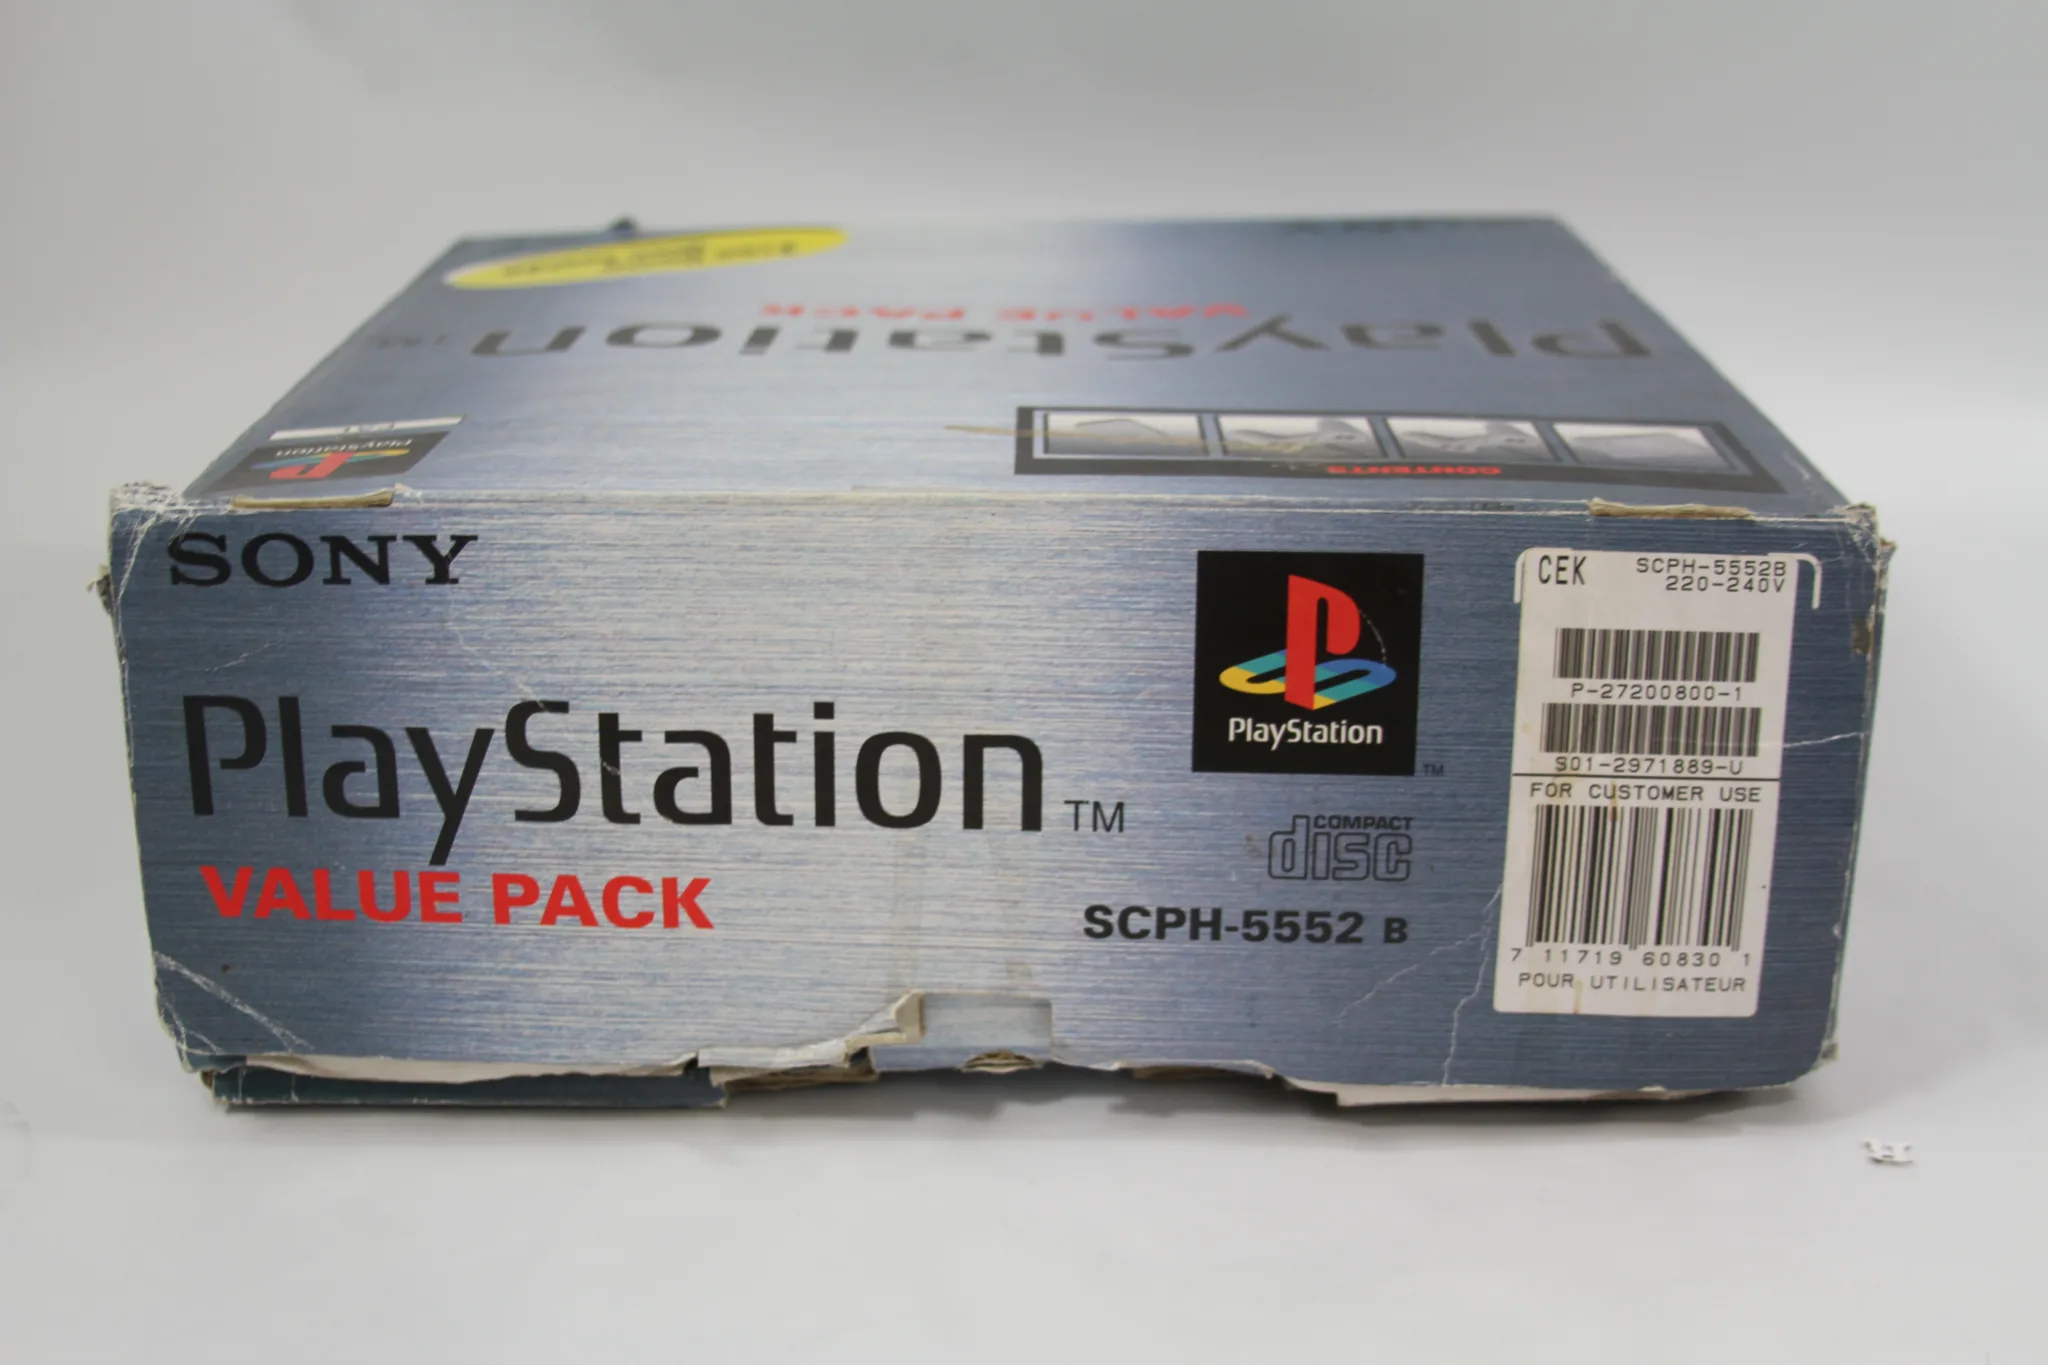 PlayStation
VALUE PACK
CONTENTS
PAL
PlayStation
SONY
PlayStation TM
VALUE PACK
PlayStation
TM
COMPACT
disc
SCPH-5552 B
CEK
SCPH-5552B
220-240V
P-27200800-1
S01-2971889-U
FOR CUSTOMER USE
7 11719 60830 1
POUR UTILISATEUR